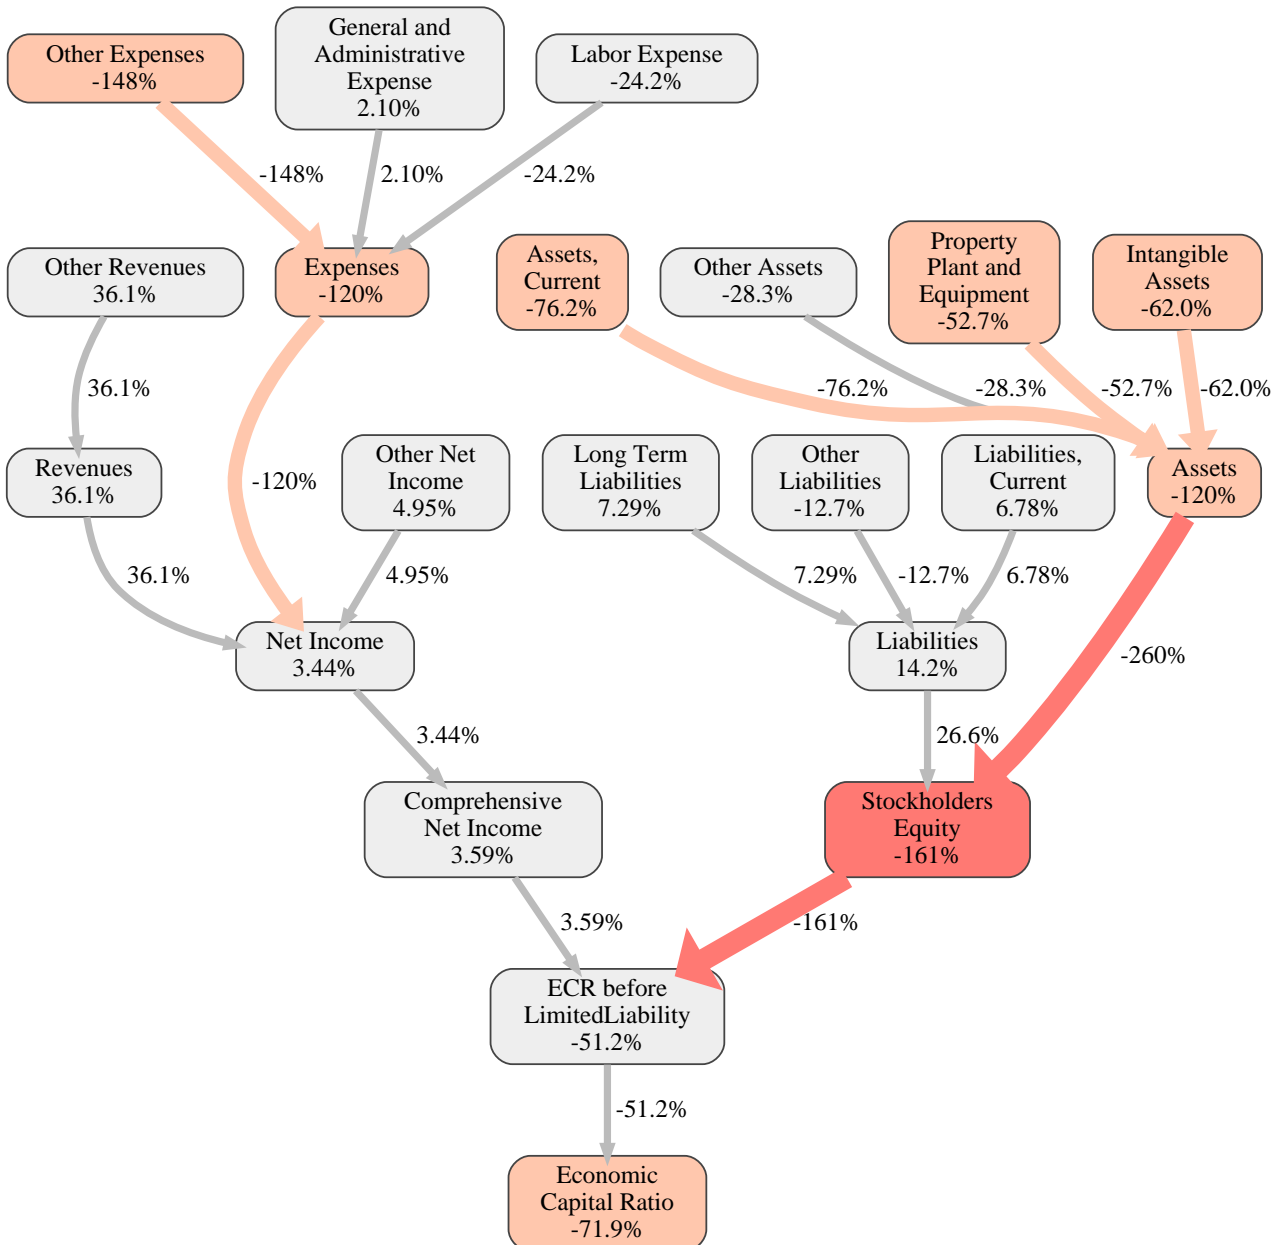 General and
Administrative
Expense
2.10%
Other Expenses
-148%
Labor Expense
-24.2%
-148%
2.10%
-24.2%
Other Revenues
36.1%
Expenses
-120%
Assets,
Current
-76.2%
Other Assets
-28.3%
Property
Plant and
Equipment
-52.7%
Intangible
Assets
-62.0%
36.1%
-76.2%
-28.3%
-52.7%
-62.0%
Revenues
36.1%
-120%
Other Net
Income
4.95%
Long Term
Liabilities
7.29%
Other
Liabilities
-12.7%
Liabilities,
Current
6.78%
Assets
-120%
36.1%
4.95%
7.29%
-12.7%
6.78%
Net Income
3.44%
Liabilities
14.2%
-260%
3.44%
26.6%
Comprehensive
Net Income
3.59%
Stockholders
Equity
-161%
3.59%
-161%
ECR before
LimitedLiability
-51.2%
-51.2%
Economic
Capital Ratio
-71.9%